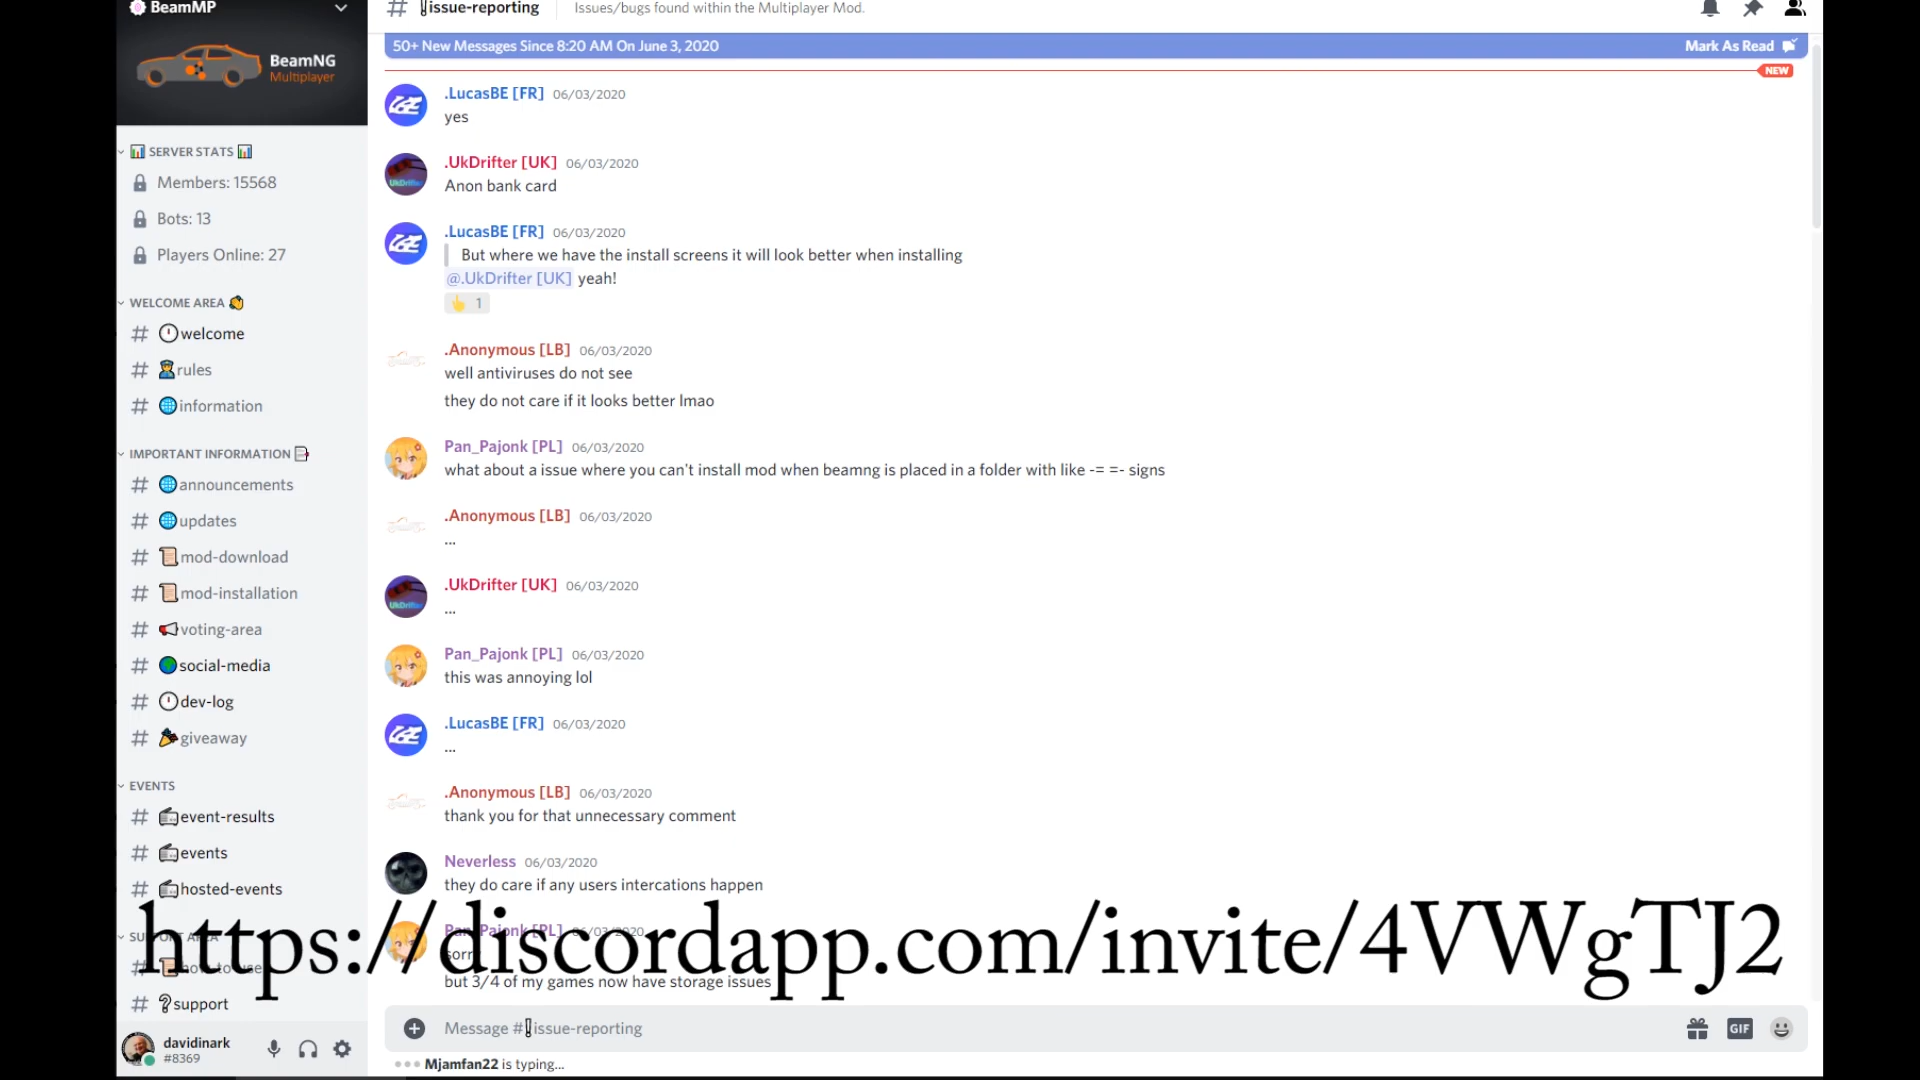 BeamMP
BeamNG
Multiplayer
SERVER STATS
Members: 15568
Bots: 13
Players Online: 27
WELCOME AREA
# welcome
# rules
# information
IMPORTANT INFORMATION
# announcements
# updates
# mod-download
# mod-installation
# voting-area
# social-media
# dev-log
# giveaway
EVENTS
# event-results
# events
# hosted-events
SUPPORT AREA
# how-to-use
# support
davidinark
#8369
# issue-reporting
Issues/bugs found within the Multiplayer Mod.
50+ New Messages Since 8:20 AM On June 3, 2020
Mark As Read
NEW
.LucasBE [FR] 06/03/2020
yes
.UkDrifter [UK] 06/03/2020
Anon bank card
.LucasBE [FR] 06/03/2020
But where we have the install screens it will look better when installing
@.UkDrifter [UK] yeah!
1
.Anonymous [LB] 06/03/2020
well antiviruses do not see
they do not care if it looks better lmao
Pan_Pajonk [PL] 06/03/2020
what about a issue where you can't install mod when beamng is placed in a folder with like -= =- signs
.Anonymous [LB] 06/03/2020
...
.UkDrifter [UK] 06/03/2020
...
Pan_Pajonk [PL] 06/03/2020
this was annoying lol
.LucasBE [FR] 06/03/2020
...
.Anonymous [LB] 06/03/2020
thank you for that unnecessary comment
Neverless 06/03/2020
they do care if any users intercations happen
Pan_Pajonk [PL] 06/03/2020
sorry
but 3/4 of my games now have storage issues
https://discordapp.com/invite/4VWgTJ2
Message # issue-reporting
GIF
Mjamfan22 is typing...